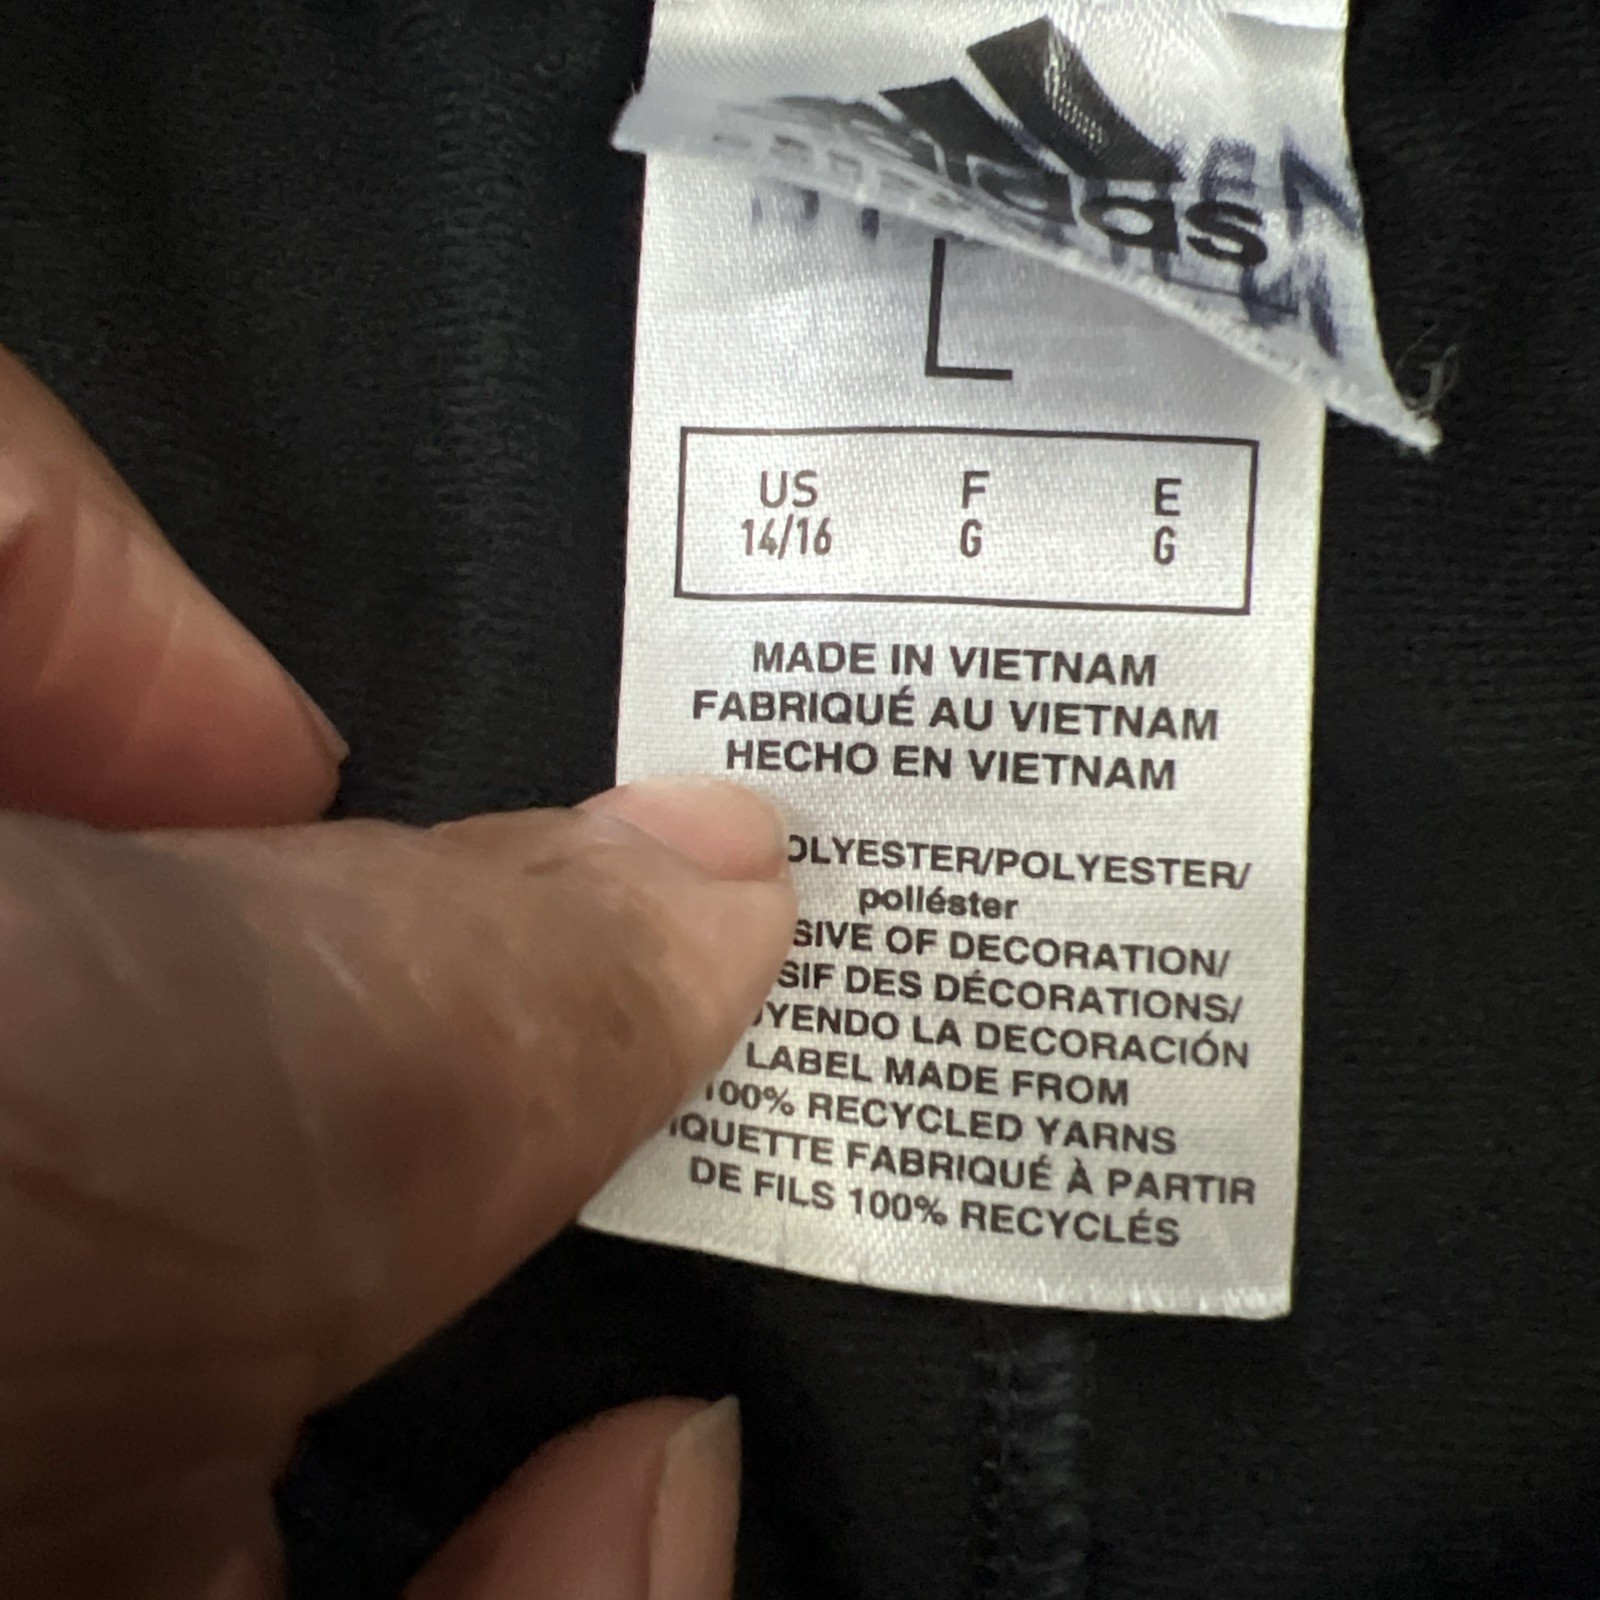 adidas
L
US F E
14/16 G G
MADE IN VIETNAM
FABRIQUÉ AU VIETNAM
HECHO EN VIETNAM
OLYESTER/POLYESTER/
poliéster
SIVE OF DECORATION/
SIF DES DÉCORATIONS/
YENDO LA DECORACIÓN
LABEL MADE FROM
100% RECYCLED YARNS
IQUETTE FABRIQUÉ À PARTIR
DE FILS 100% RECYCLÉS